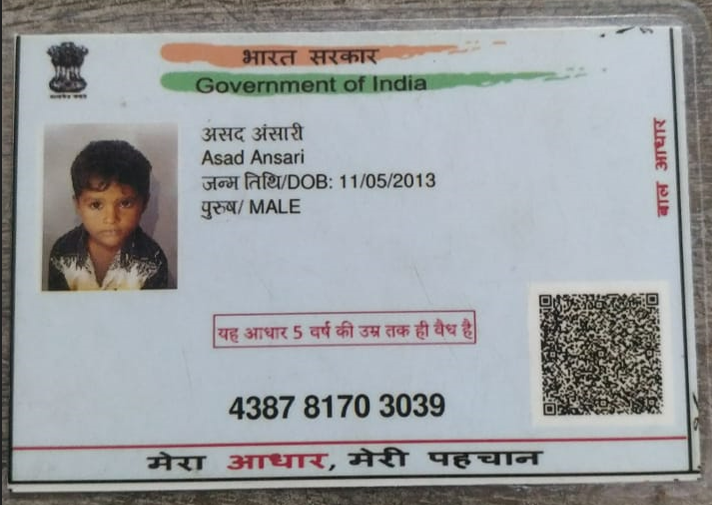 भारत सरकार
Government of India
असद अंसारी
Asad Ansari
जन्म तिथि/DOB: 11/05/2013
पुरुष/ MALE
बाल आधार
यह आधार 5 वर्ष की उम्र तक ही वैध है
4387 8170 3039
मेरा आधार, मेरी पहचान